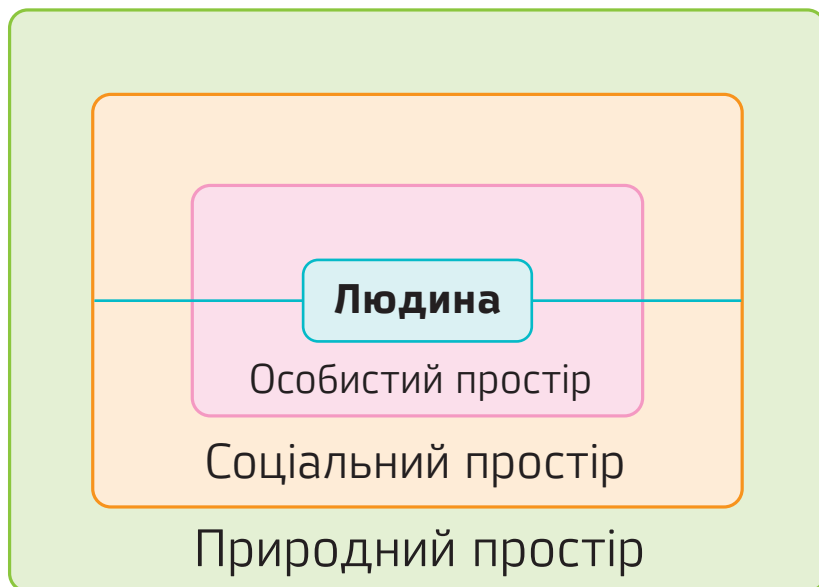 Людина
Особистий простір
Соціальний простір
Природний простір